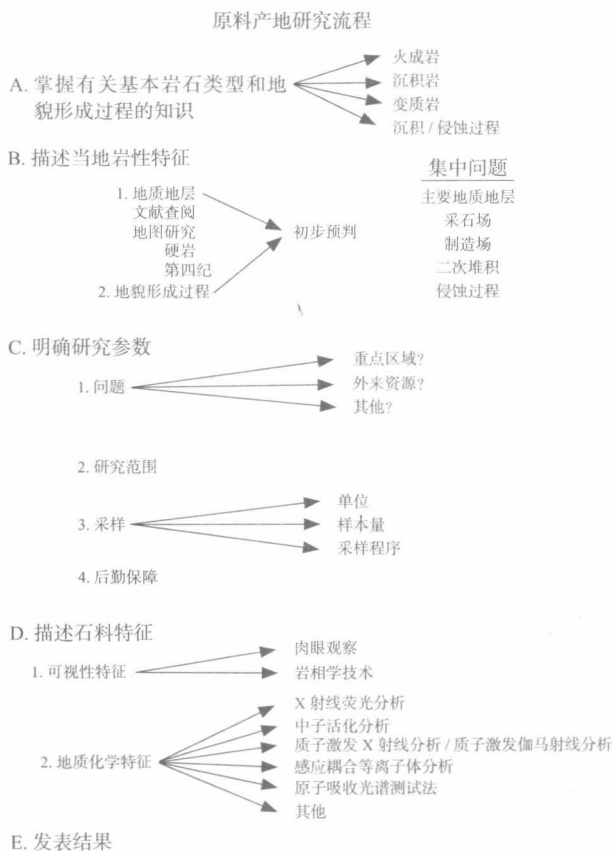 原料产地研究流程
A. 掌握有关基本岩石类型和地
貌形成过程的知识
火成岩
沉积岩
变质岩
沉积 / 侵蚀过程
B. 描述当地岩性特征
1. 地质地层
文献查阅
地图研究
硬岩
第四纪
2. 地貌形成过程
初步预判
集中问题
主要地质地层
采石场
制造场
二次堆积
侵蚀过程
C. 明确研究参数
1. 问题
重点区域?
外来资源?
其他?
2. 研究范围
3. 采样
单位
样本量
采样程序
4. 后勤保障
D. 描述石料特征
1. 可视性特征
肉眼观察
岩相学技术
2. 地质化学特征
X 射线荧光分析
中子活化分析
质子激发 X 射线分析 / 质子激发伽马射线分析
感应耦合等离子体分析
原子吸收光谱测试法
其他
E. 发表结果